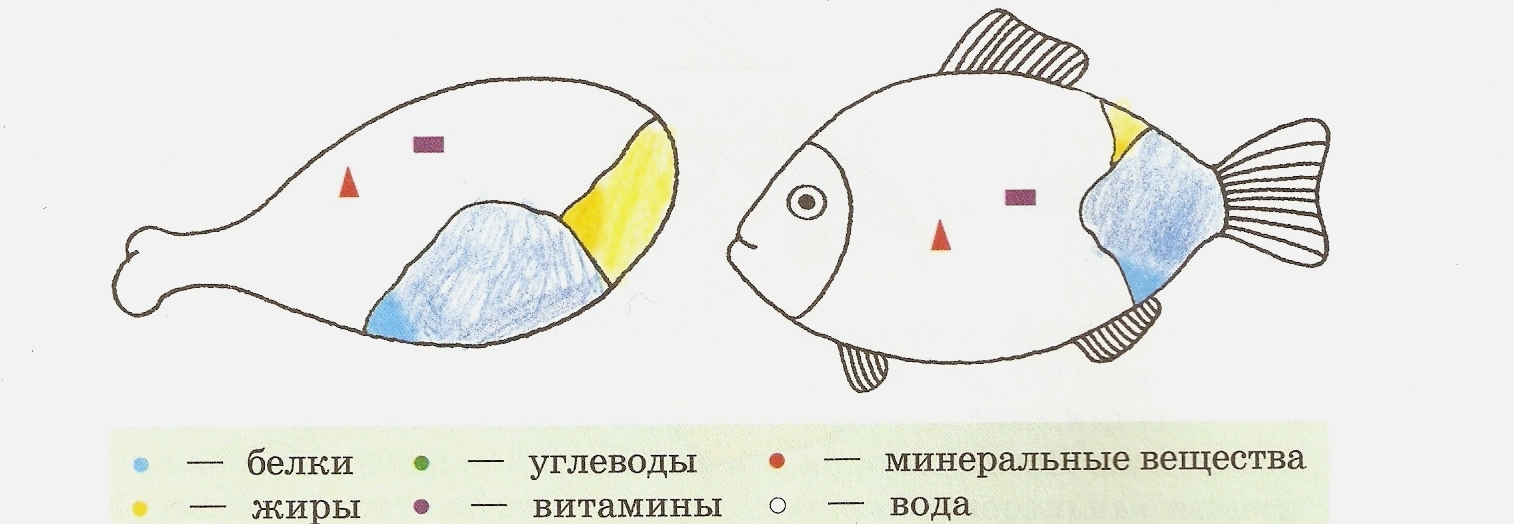 — белки — углеводы — минеральные вещества
— жиры — витамины — вода